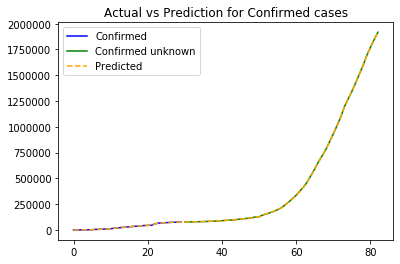 Actual vs Prediction for Confirmed cases
Confirmed
Confirmed unknown
Predicted
2000000
1750000
1500000
1250000
1000000
750000
500000
250000
0
0 20 40 60 80